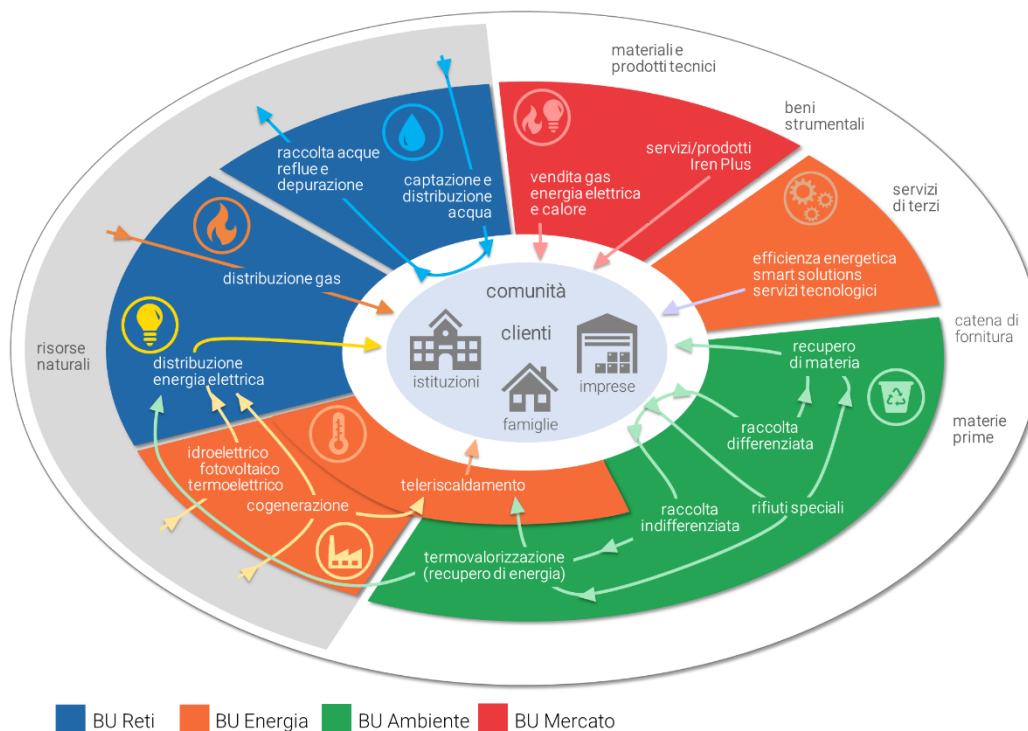 materiali e
prodotti tecnici
beni
strumentali
servizi
di terzi
catena di
fornitura
materie
prime
risorse
naturali
raccolta acque
reflue e
depurazione
captazione e
distribuzione
acqua
vendita gas
energia elettrica
e calore
servizi/prodotti
Iren Plus
efficienza energetica
smart solutions
servizi tecnologici
distribuzione gas
distribuzione
energia elettrica
comunità
clienti
istituzioni
imprese
famiglie
recupero
di materia
raccolta
differenziata
raccolta
indifferenziata
rifiuti speciali
idroelettrico
fotovoltaico
termoelettrico
cogenerazione
teleriscaldamento
termovalorizzazione
(recupero di energia)
BU Reti
BU Energia
BU Ambiente
BU Mercato